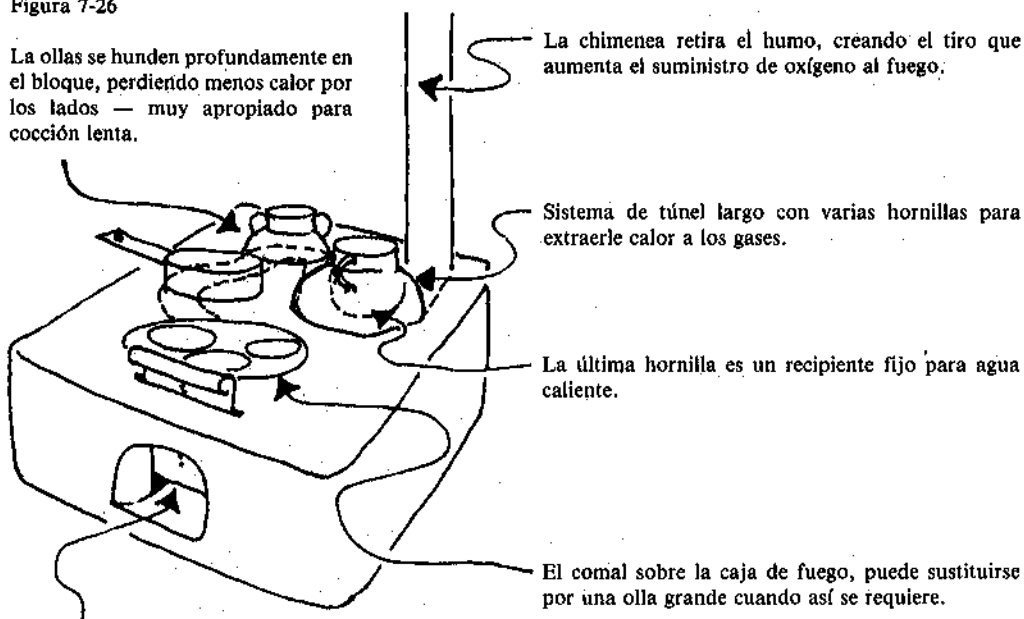 Figura 7-26
La ollas se hunden profundamente en
el bloque, perdiendo menos calor por
los lados — muy apropiado para
cocción lenta.
La chimenea retira el humo, creando el tiro que
aumenta el suministro de oxígeno al fuego.
Sistema de túnel largo con varias hornillas para
extraerle calor a los gases.
La última hornilla es un recipiente fijo para agua
caliente.
El comal sobre la caja de fuego, puede sustituirse
por una olla grande cuando así se requiere.